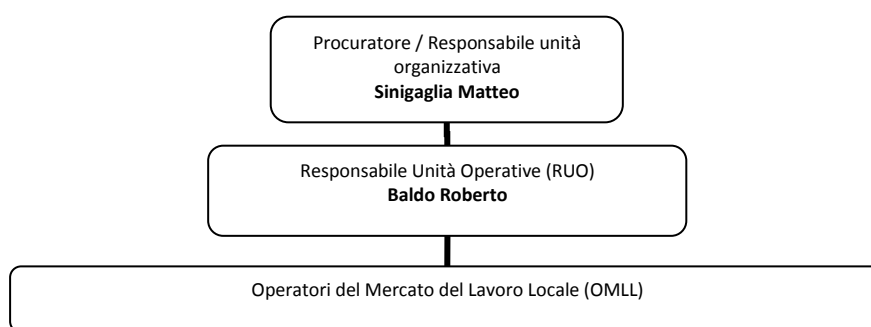 Procuratore / Responsabile unità
organizzativa
Sinigaglia Matteo
Responsabile Unità Operative (RUO)
Baldo Roberto
Operatori del Mercato del Lavoro Locale (OMLL)